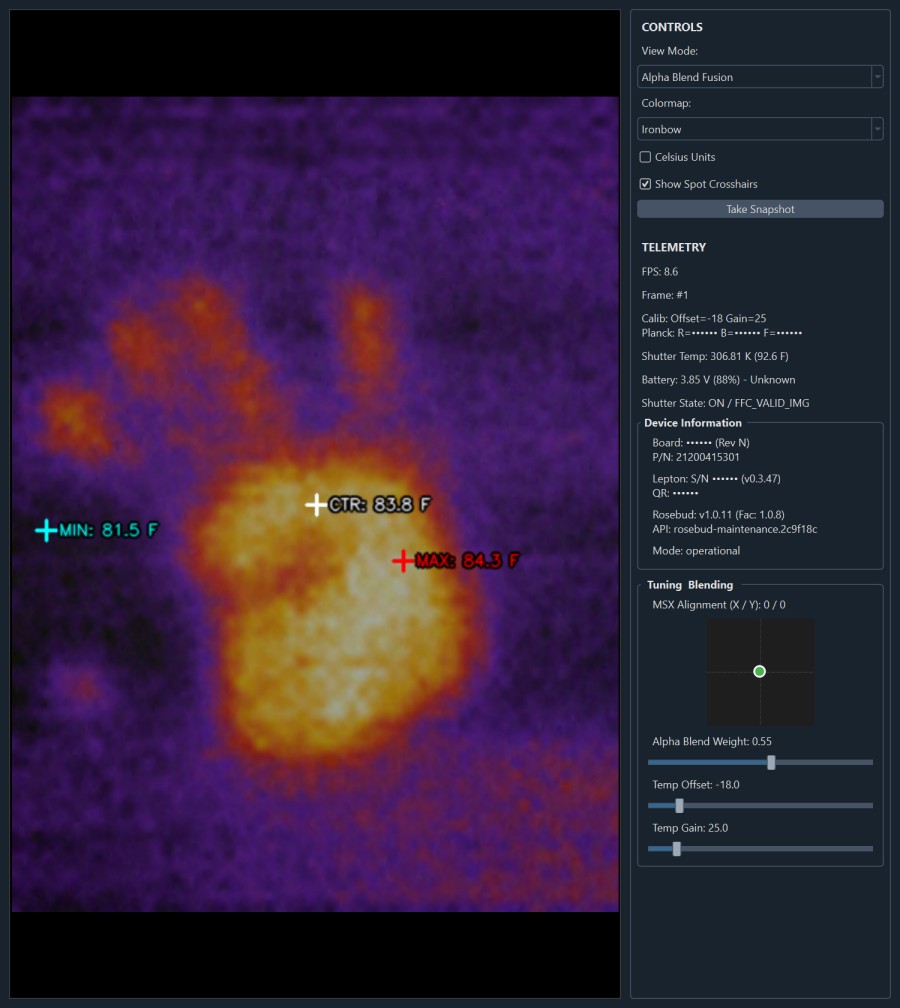 CONTROLS
View Mode:
Alpha Blend Fusion
Colormap:
Ironbow
Celsius Units
Show Spot Crosshairs
Take Snapshot
TELEMETRY
FPS: 8.6
Frame: #1
Calib: Offset=-18 Gain=25
Planck: R=•••••• B=•••••• F=••••••
Shutter Temp: 306.81 K (92.6 F)
Battery: 3.85 V (88%) - Unknown
Shutter State: ON / FFC_VALID_IMG
Device Information
Board: •••••• (Rev N)
P/N: 21200415301
Lepton: S/N •••••• (v0.3.47)
QR: ••••••
Rosebud: v1.0.11 (Fac: 1.0.8)
API: rosebud-maintenance.2c9f18c
Mode: operational
Tuning Blending
MSX Alignment (X / Y): 0 / 0
Alpha Blend Weight: 0.55
Temp Offset: -18.0
Temp Gain: 25.0
CTR: 83.8 F
MIN: 81.5 F
MAX: 84.3 F